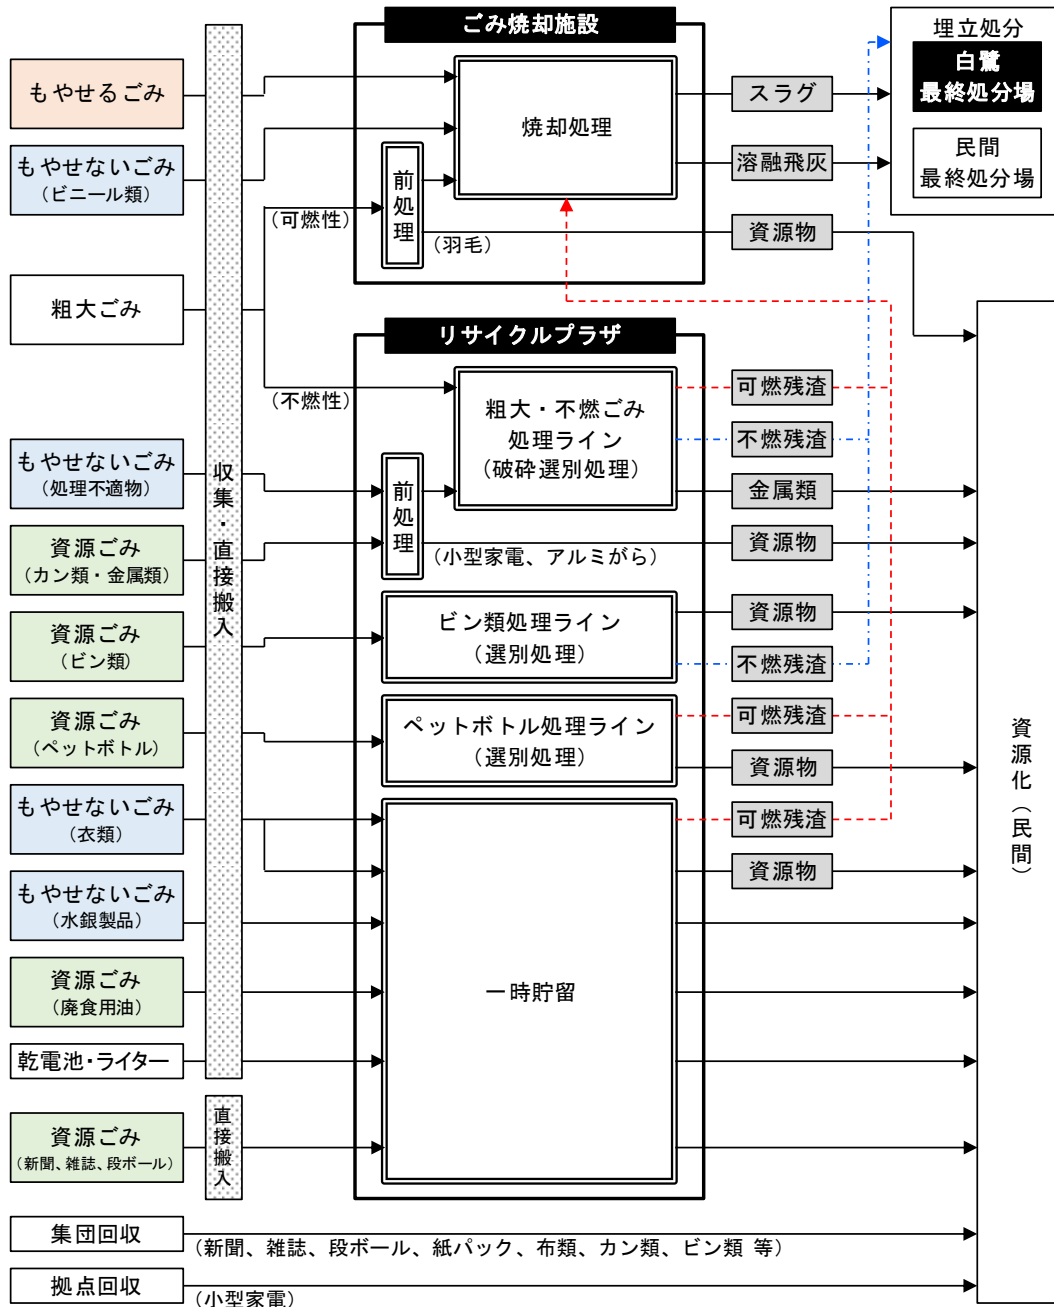 ごみ焼却施設
埋立処分
白鷺
最終処分場
民間
最終処分場
もやせるごみ
焼却処理
スラグ
もやせないごみ
（ビニール類）
前処理
溶融飛灰
（可燃性）
（羽毛）
資源物
粗大ごみ
リサイクルプラザ
（不燃性）
粗大・不燃ごみ
処理ライン
（破砕選別処理）
可燃残渣
不燃残渣
金属類
もやせないごみ
（処理不適物）
収集・直接搬入
前処理
資源ごみ
（カン類・金属類）
（小型家電、アルミがら）
資源物
資源ごみ
（ビン類）
ビン類処理ライン
（選別処理）
資源物
不燃残渣
資源ごみ
（ペットボトル）
ペットボトル処理ライン
（選別処理）
可燃残渣
資源物
資源化（民間）
もやせないごみ
（衣類）
可燃残渣
資源物
もやせないごみ
（水銀製品）
資源ごみ
（廃食用油）
一時貯留
乾電池・ライター
資源ごみ
（新聞、雑誌、段ボール）
直接搬入
集団回収
（新聞、雑誌、段ボール、紙パック、布類、カン類、ビン類 等）
拠点回収
（小型家電）